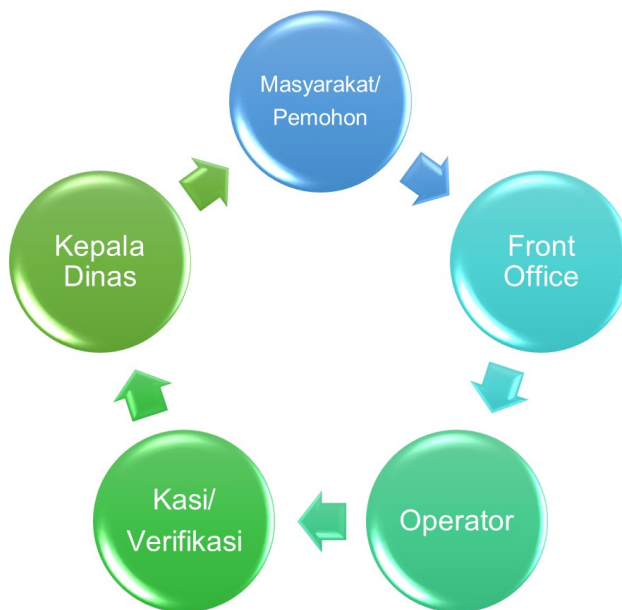 Masyarakat/
Pemohon
Front
Office
Operator
Kasi/
Verifikasi
Kepala
Dinas